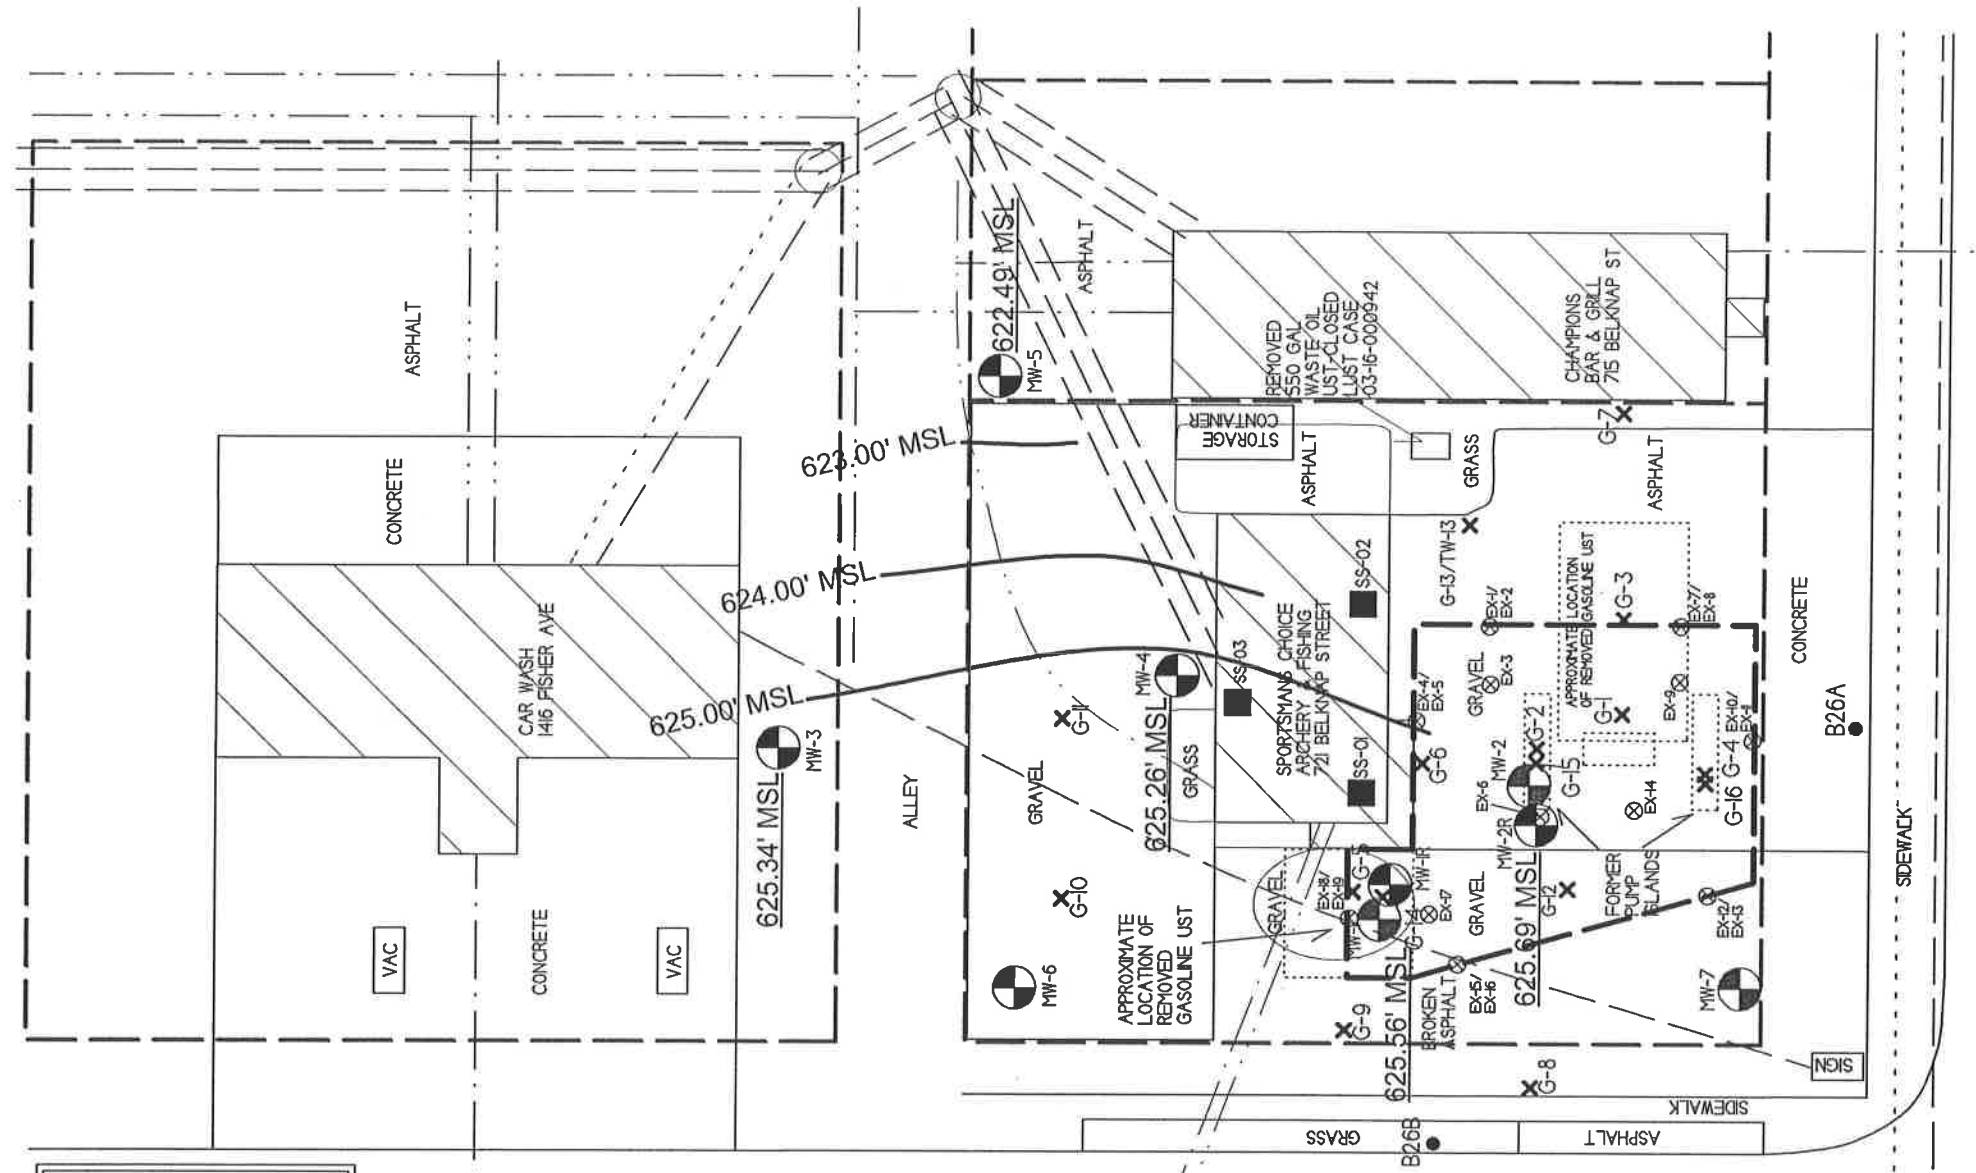 ASPHALT
CONCRETE
CAR WASH
1416 FISHER AVE
CONCRETE
VAC
VAC
623.00' MSL
624.00' MSL
625.00' MSL
625.34' MSL
MW-3
ALLEY
622.49' MSL
MW-5
ASPHALT
REMOVED
550 GAL
WASTE OIL
UST-CLOSED
LUST CASE
03-16-000942
CHAMPIONS
BAR & GRILL
715 BELKNAP ST
STORAGE
CONTAINER
ASPHALT
GRASS
G-7
ASPHALT
G-13/TW-13
SS-02
SS-03
SS-01
SPORTSMANS CHOICE
ARCHERY & FISHING
721 BELKNAP STREET
MW-4
625.26' MSL
GRASS
G-11
GRAVEL
G-10
MW-6
APPROXIMATE
LOCATION OF
REMOVED
GASOLINE UST
GRAVEL
EX-18/
EX-19
G-5
MW-1R
G-14
EX-17
GRAVEL
G-9
625.56' MSL
BROKEN
ASPHALT
EX-15/
EX-16
625.69' MSL
G-12
FORMER
PUMP
ISLANDS
EX-12/
EX-13
MW-7
G-8
SIGN
EX-1/
EX-2
EX-3
GRAVEL
EX-4/
EX-5
G-6
MW-2
G-2
EX-6
G-15
MW-2R
APPROXIMATE LOCATION
OF REMOVED GASOLINE UST
G-3
G-1
EX-7/
EX-8
EX-9
EX-10/
EX-11
G-4
G-16
EX-14
CONCRETE
B26A
SIDEWALK
SIDEWALK
GRASS
B26B
ASPHALT